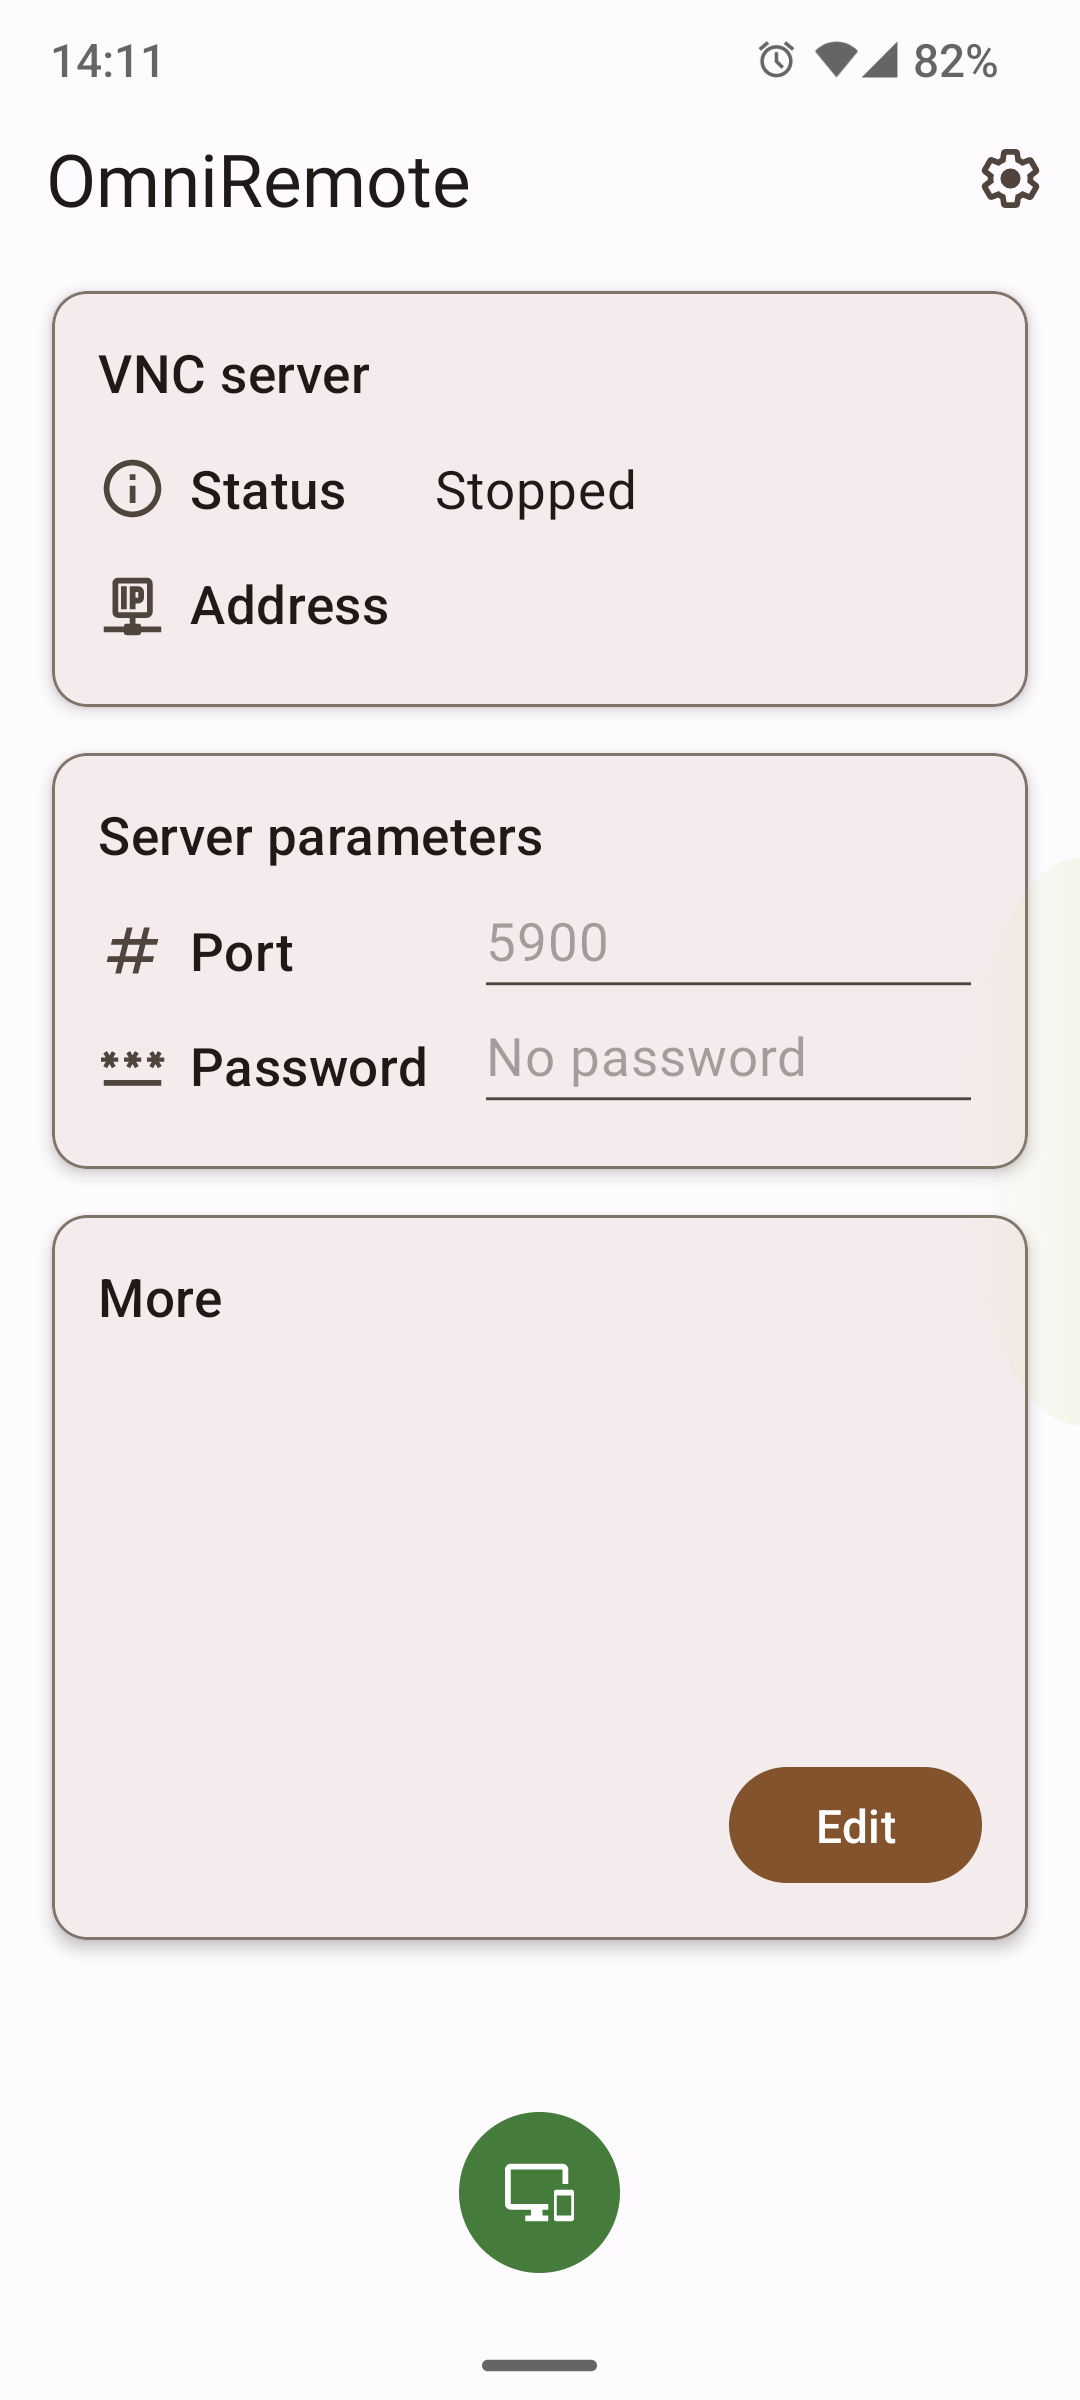 14:11
82%
OmniRemote
VNC server
Status Stopped
IP Address
Server parameters
# Port 5900
*** Password No password
More
Edit